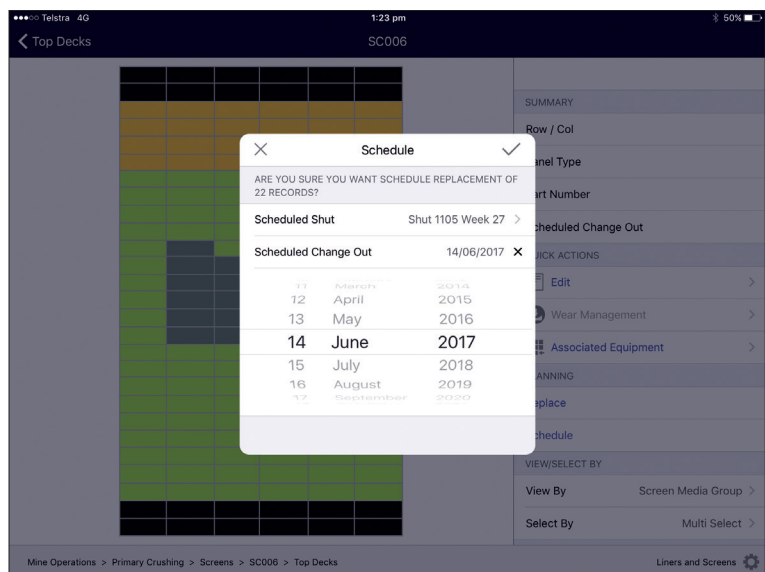 Telstra 4G 1:23 pm 50%
Top Decks SC006
SUMMARY
Row / Col
Schedule
anel Type
ARE YOU SURE YOU WANT SCHEDULE REPLACEMENT OF
22 RECORDS?
art Number
Scheduled Shut Shut 1105 Week 27
cheduled Change Out
Scheduled Change Out 14/06/2017
UICK ACTIONS
11 March 2014
Edit
12 April 2015
13 May 2016
Wear Management
14 June 2017
Associated Equipment
15 July 2018
ANNING
16 August 2019
17 September 2020
eplace
chedule
VIEW/SELECT BY
View By Screen Media Group
Select By Multi Select
Mine Operations > Primary Crushing > Screens > SC006 > Top Decks Liners and Screens